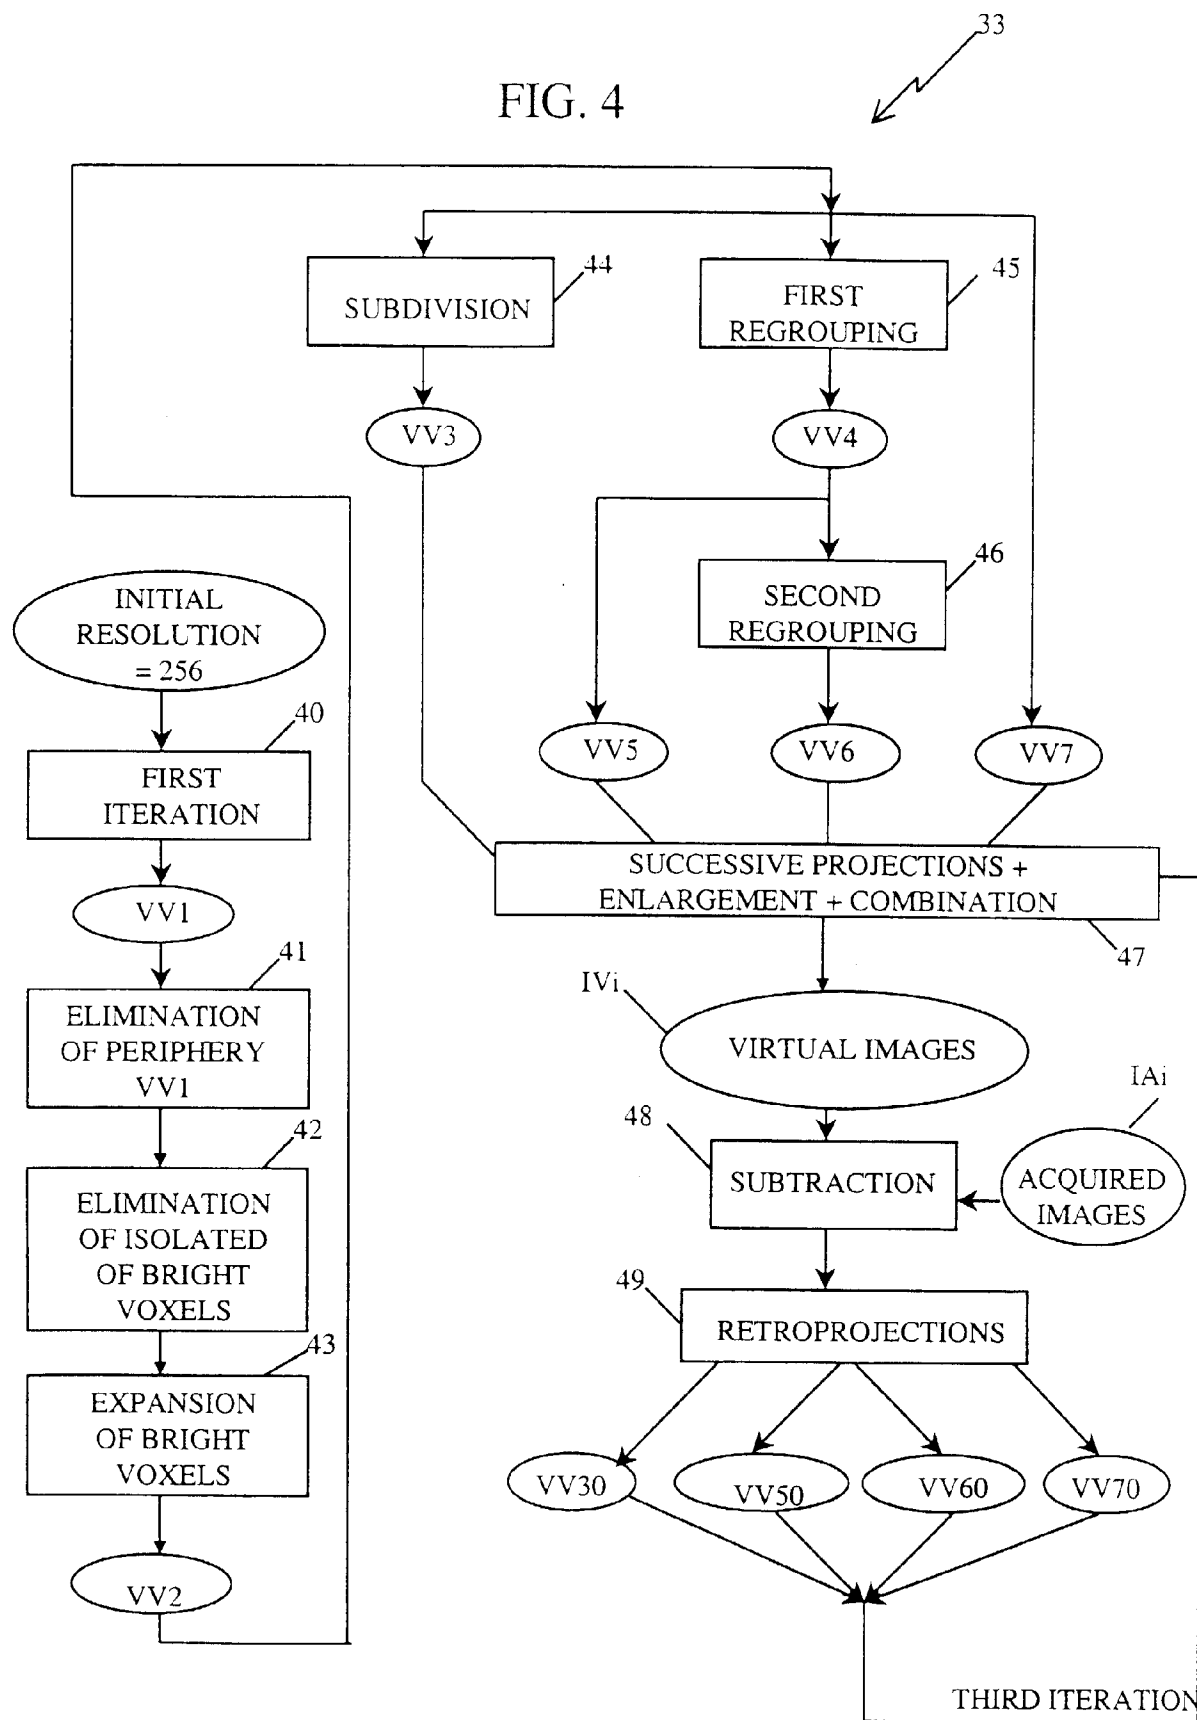 33
FIG. 4
44
SUBDIVISION
45
FIRST
REGROUPING
VV3
VV4
46
SECOND
REGROUPING
INITIAL
RESOLUTION
= 256
40
FIRST
ITERATION
VV1
41
ELIMINATION
OF PERIPHERY
VV1
42
ELIMINATION
OF ISOLATED
OF BRIGHT
VOXELS
43
EXPANSION
OF BRIGHT
VOXELS
VV2
VV5
VV6
VV7
SUCCESSIVE PROJECTIONS +
ENLARGEMENT + COMBINATION
47
IVi
VIRTUAL IMAGES
IAi
48
SUBTRACTION
ACQUIRED
IMAGES
49
RETROPROJECTIONS
VV30
VV50
VV60
VV70
THIRD ITERATION